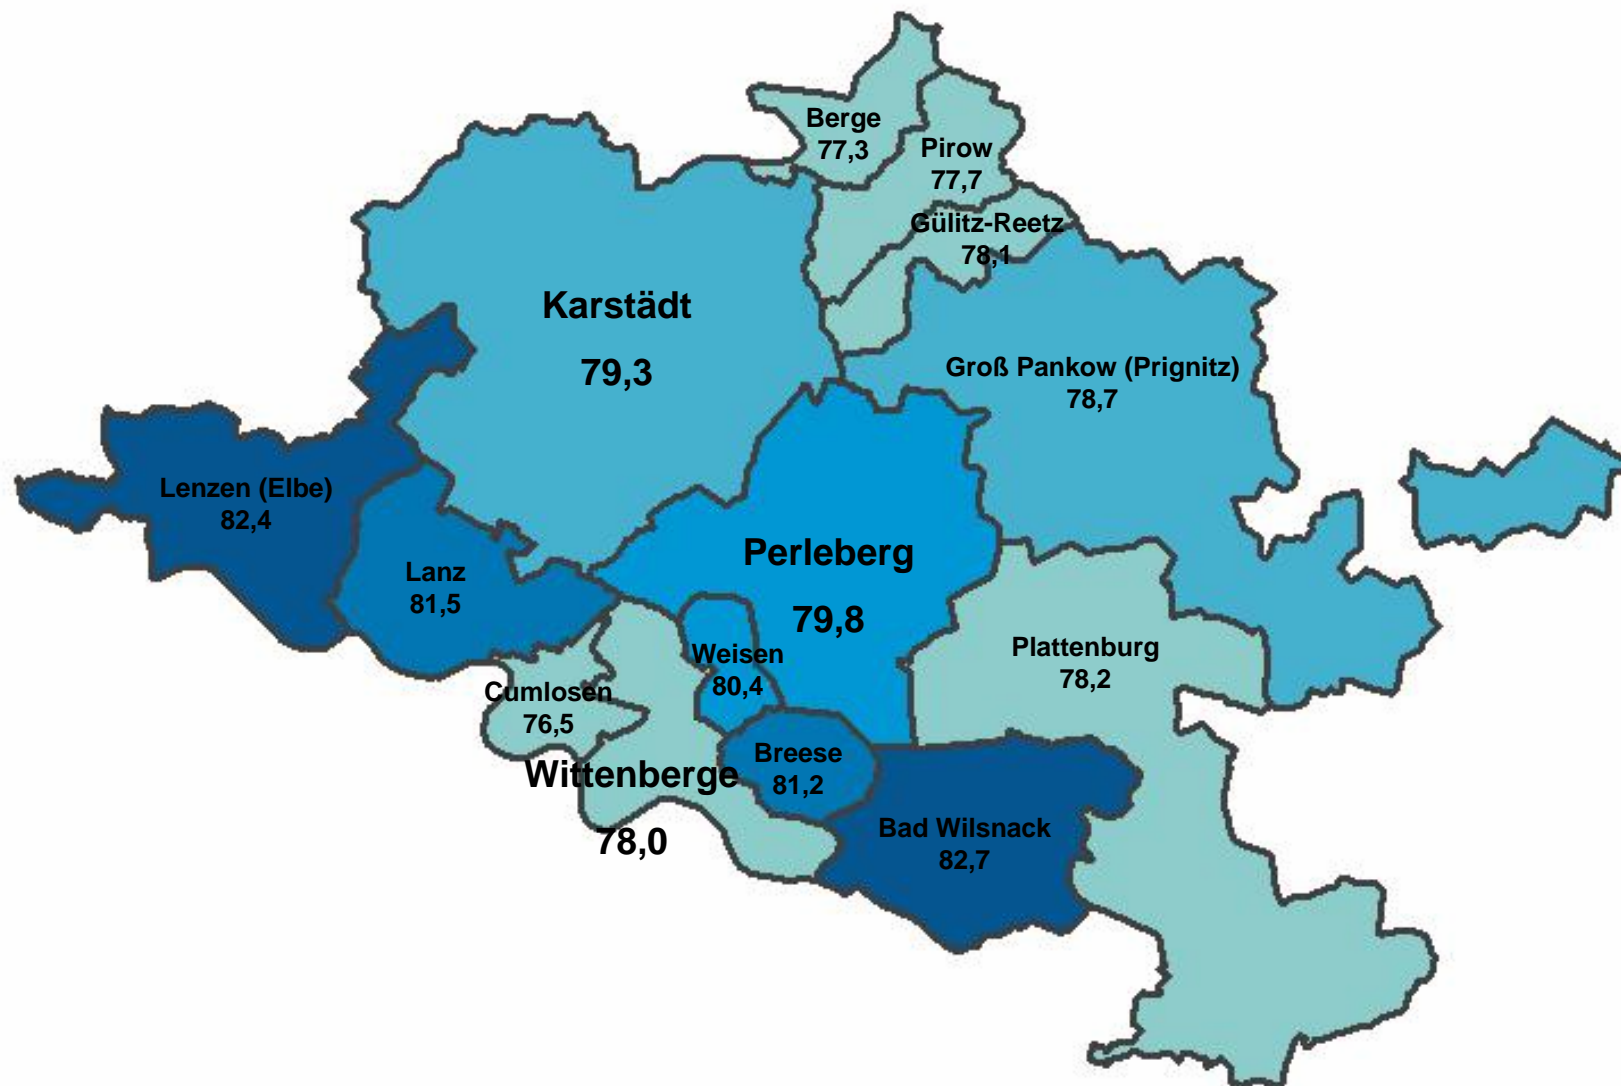 Berge
77,3
Pirow
77,7
Gülitz-Reetz
78,1
Karstädt
79,3
Groß Pankow (Prignitz)
78,7
Lenzen (Elbe)
82,4
Lanz
81,5
Perleberg
79,8
Weisen
80,4
Plattenburg
78,2
Cumlosen
76,5
Breese
81,2
Wittenberge
78,0
Bad Wilsnack
82,7